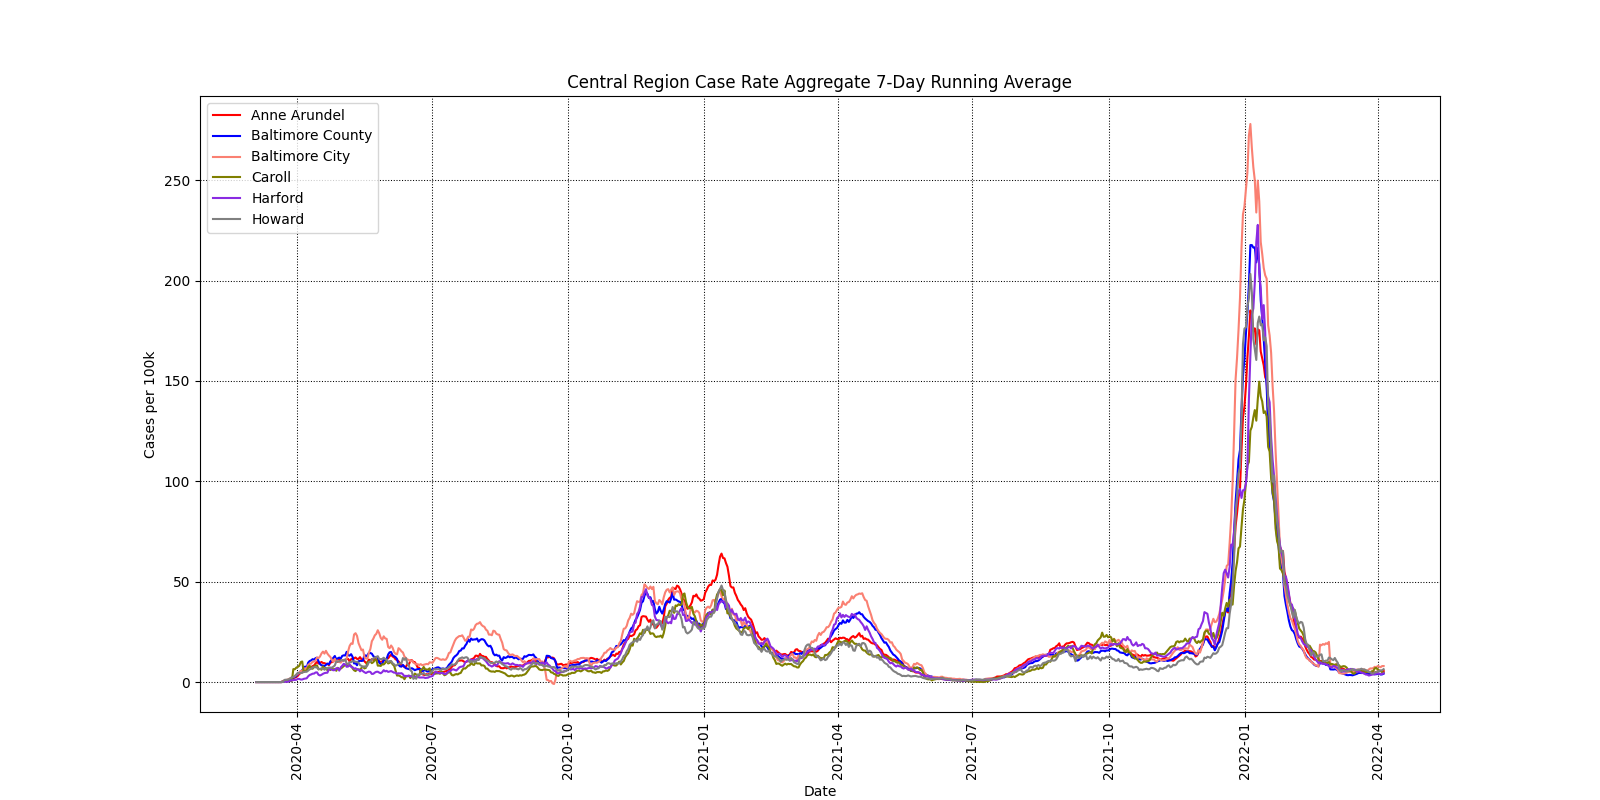 Central Region Case Rate Aggregate 7-Day Running Average
Anne Arundel
Baltimore County
Baltimore City
Caroll
Harford
Howard
Cases per 100k
250
200
150
100
50
0
2020-04
2020-07
2020-10
2021-01
2021-04
2021-07
2021-10
2022-01
2022-04
Date